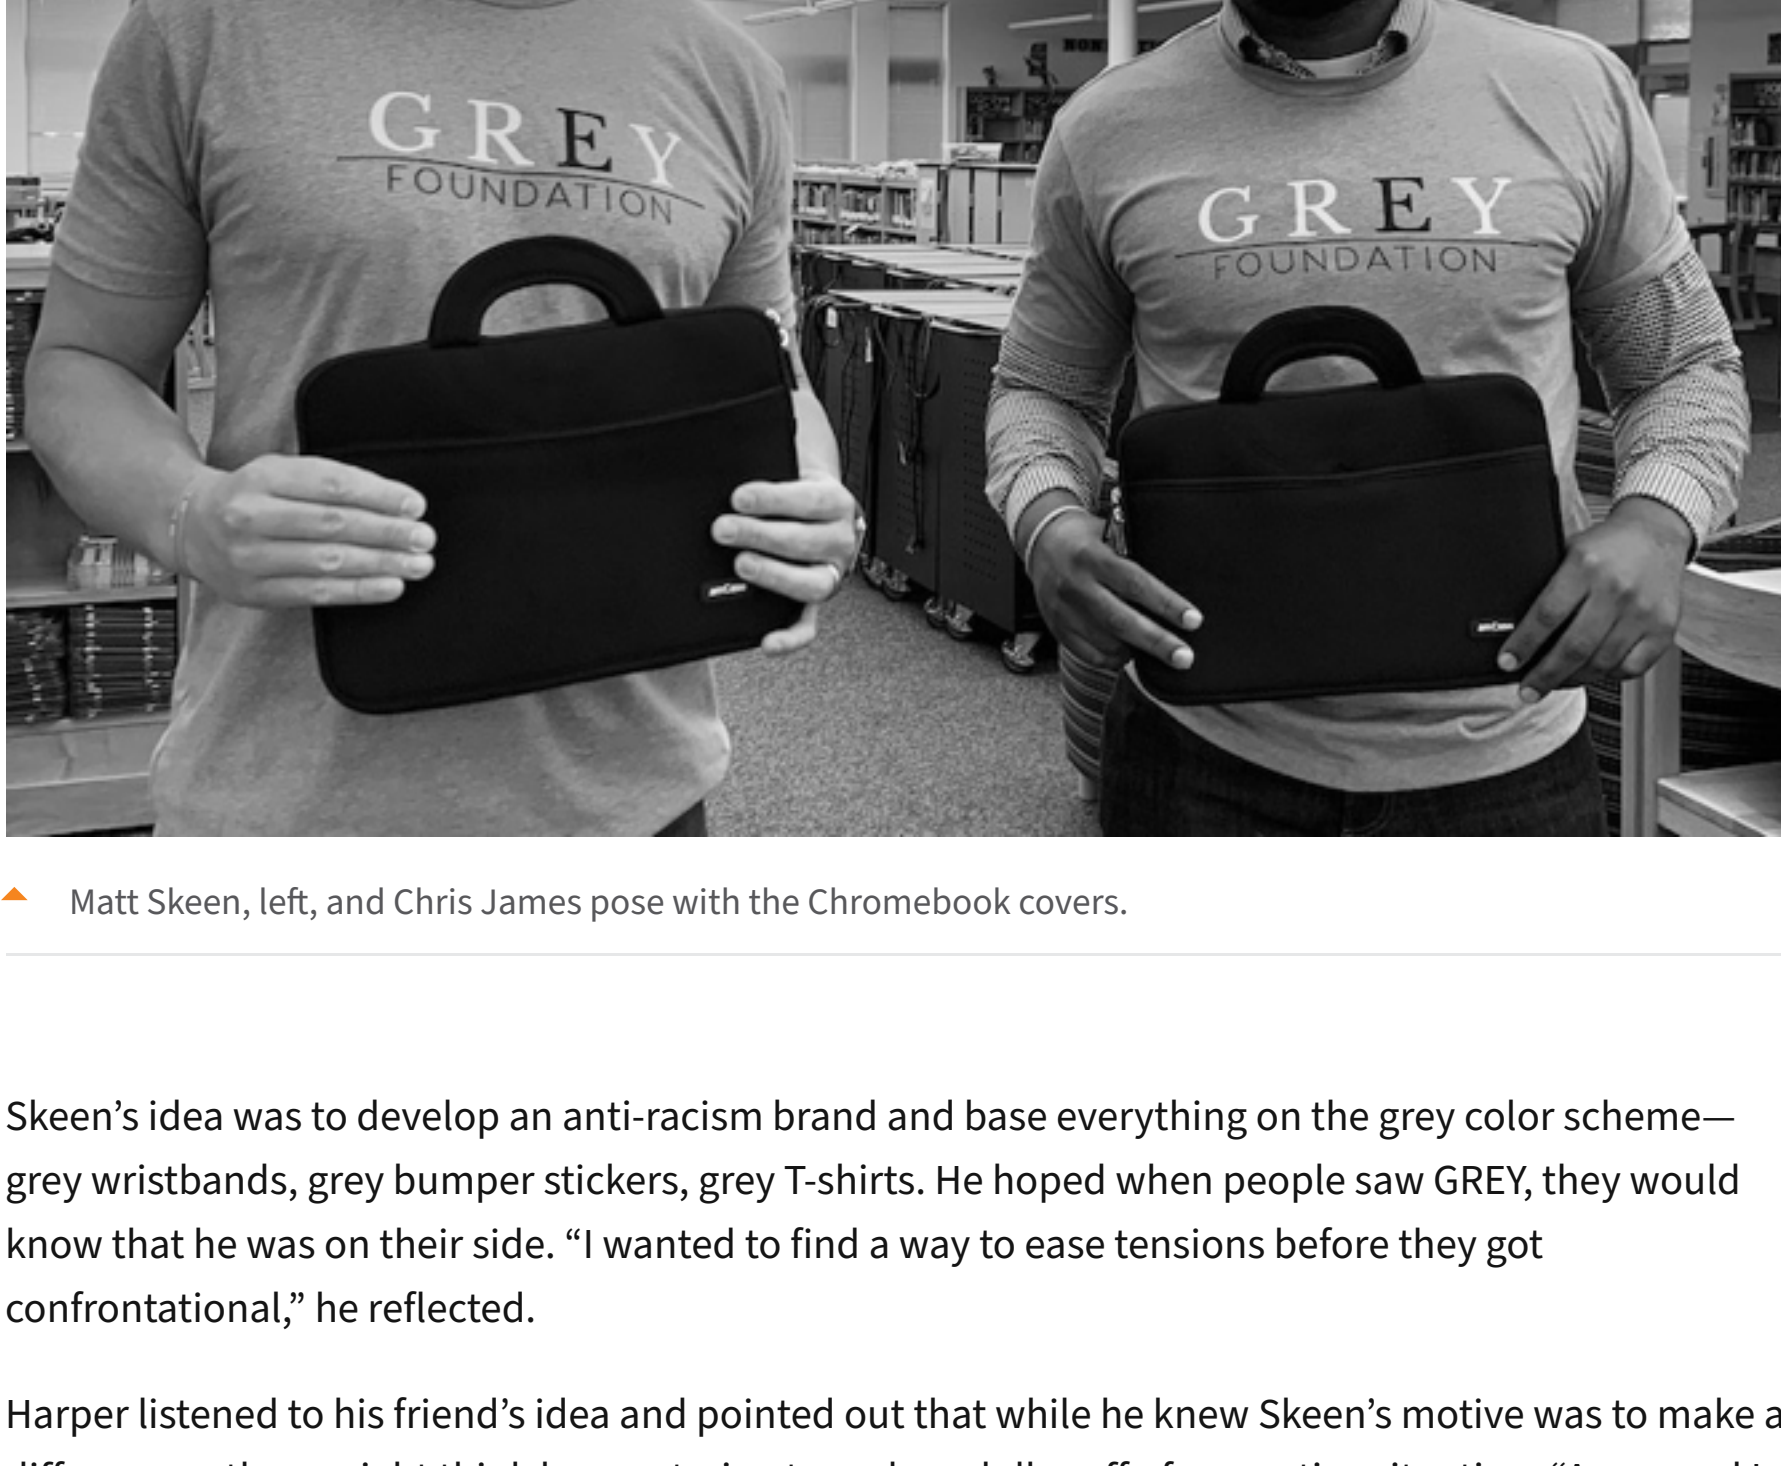 GREY
FOUNDATION
GREY
FOUNDATION
Matt Skeen, left, and Chris James pose with the Chromebook covers.
Skeen’s idea was to develop an anti-racism brand and base everything on the grey color scheme—
grey wristbands, grey bumper stickers, grey T-shirts. He hoped when people saw GREY, they would
know that he was on their side. “I wanted to find a way to ease tensions before they got
confrontational,” he reflected.
Harper listened to his friend’s idea and pointed out that while he knew Skeen’s motive was to make a